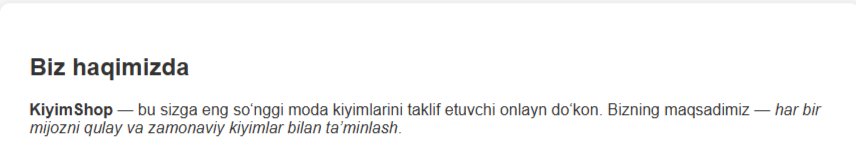 Biz haqimizda
KiyimShop — bu sizga eng so‘nggi moda kiyimlarini taklif etuvchi onlayn do‘kon. Bizning maqsadimiz — har bir
mijozni qulay va zamonaviy kiyimlar bilan ta’minlash.